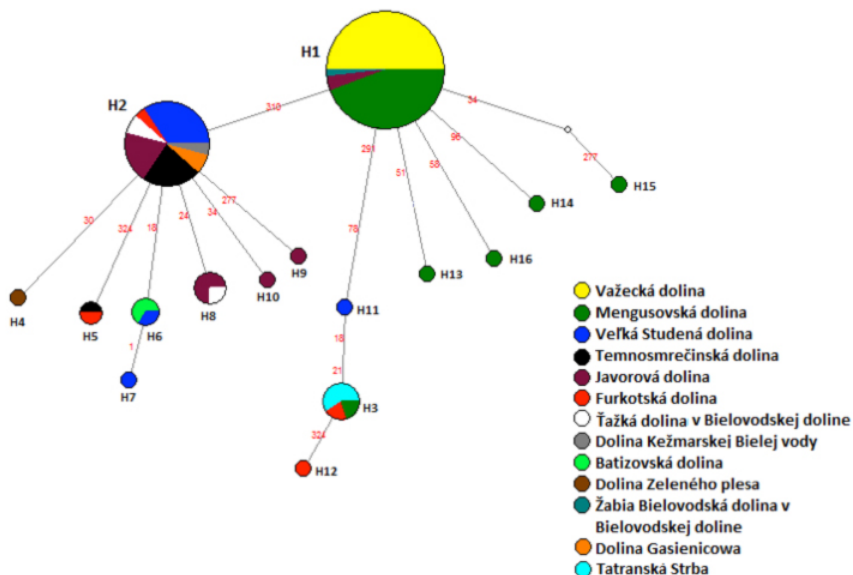 H1
310
34
H2
291
96
277
H15
51
56
H14
30
324
18
24
34
277
78
H9
H16
H13
H10
H8
H4
H5
H6
H11
1
18
H7
21
H3
324
H12
Važecká dolina
Mengusovská dolina
Veľká Studená dolina
Temnosmrečinská dolina
Javorová dolina
Furkotská dolina
Ťažká dolina v Bielovodskej doline
Dolina Kežmarskej Bielej vody
Batizovská dolina
Dolina Zeleného plesa
Žabia Bielovodská dolina v
Bielovodskej doline
Dolina Gasienicowa
Tatranská Strba